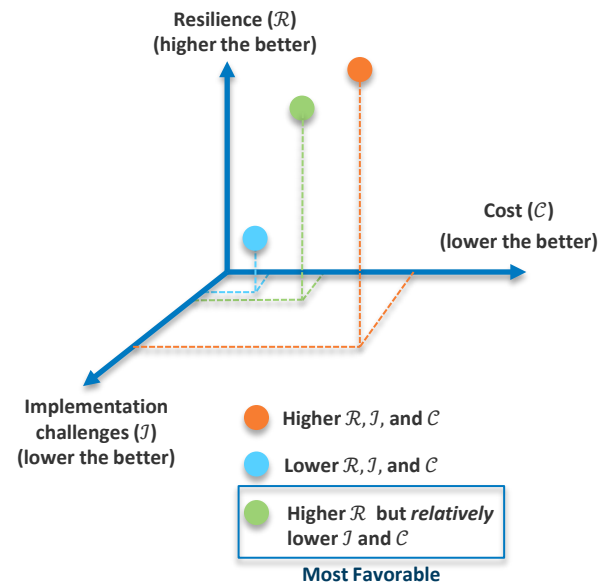 Resilience (ℛ)
(higher the better)
Cost (𝒞)
(lower the better)
Implementation
challenges (ℐ)
(lower the better)
Higher ℛ, ℐ, and 𝒞
Lower ℛ, ℐ, and 𝒞
Higher ℛ but relatively
lower ℐ and 𝒞
Most Favorable